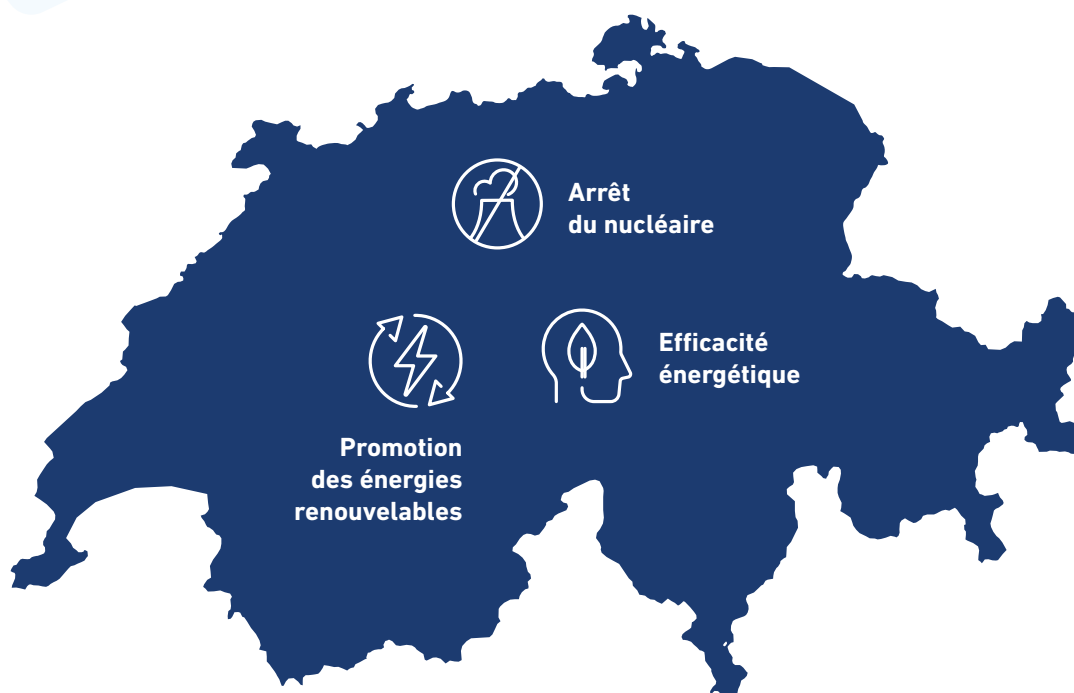 Arrêt
du nucléaire
Efficacité
énergétique
Promotion
des énergies
renouvelables